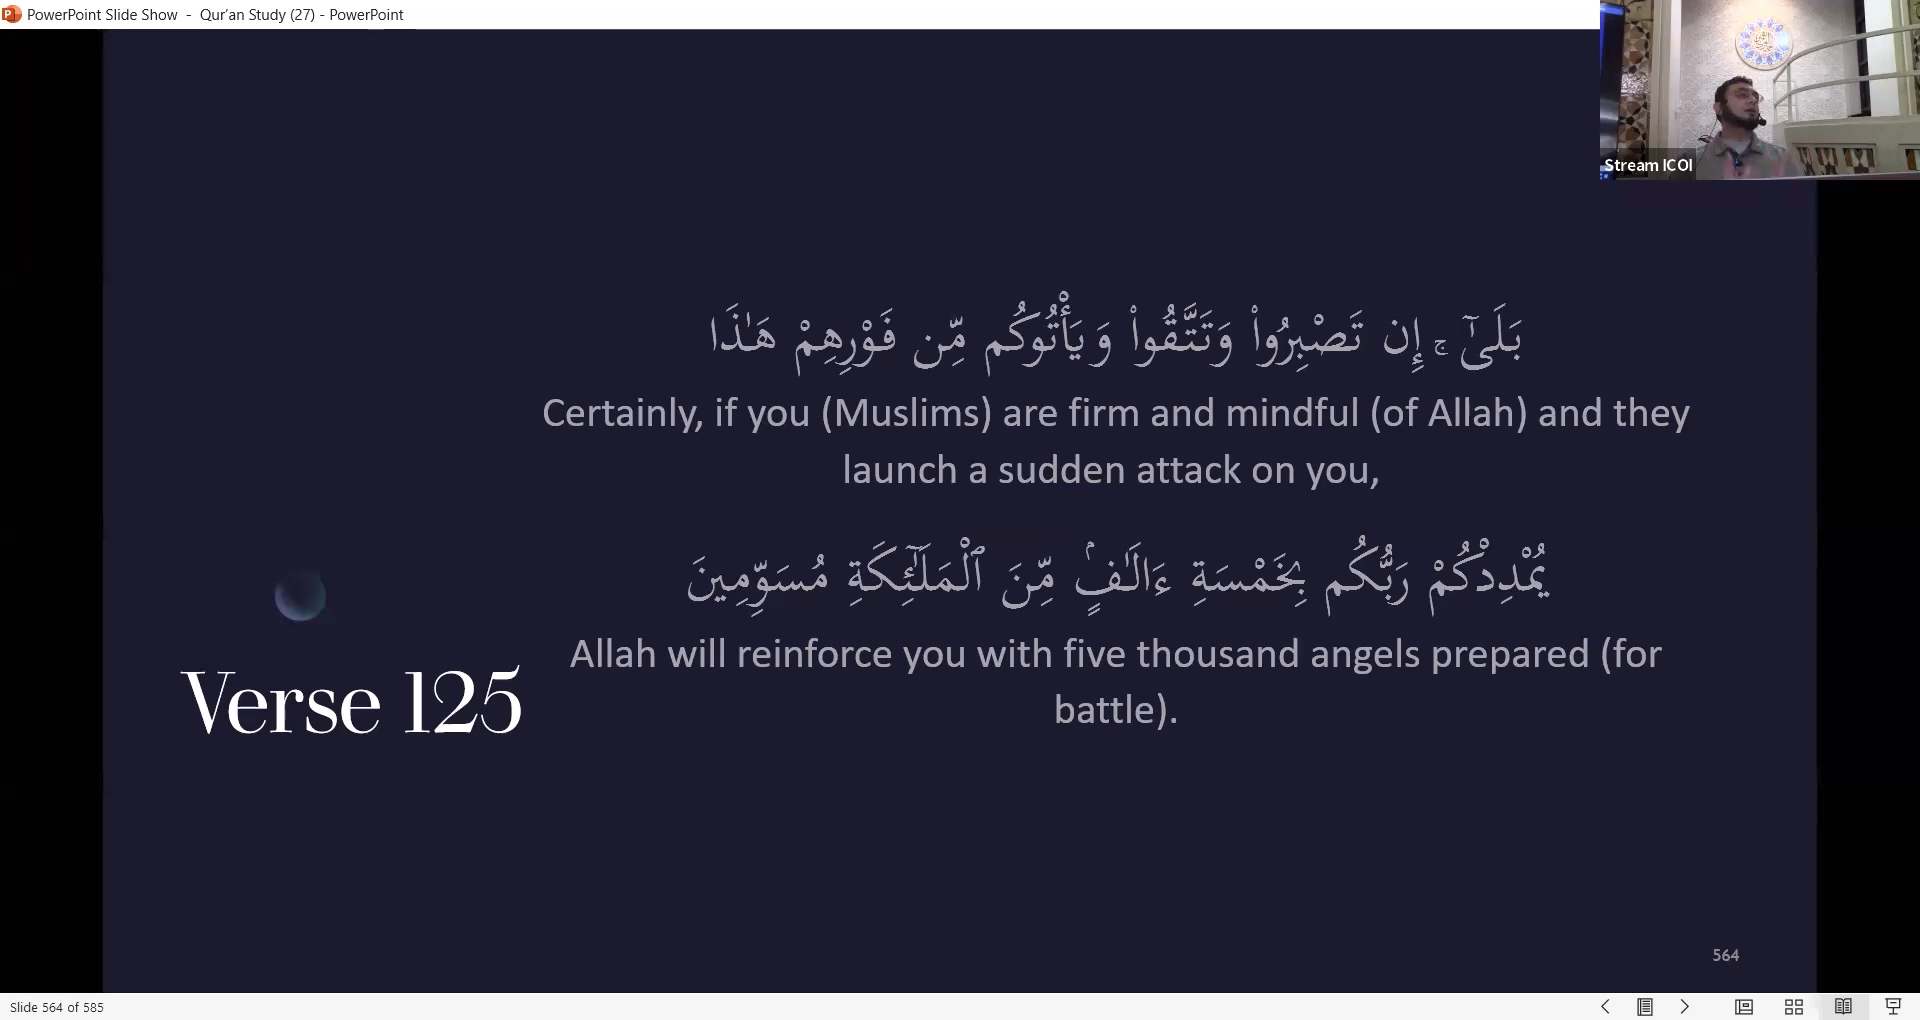 PowerPoint Slide Show - Qur’an Study (27) - PowerPoint
Stream ICOI
بَلَىٰٓ ۚ إِن تَصْبِرُوا۟ وَتَتَّقُوا۟ وَيَأْتُوكُم مِّن فَوْرِهِمْ هَـٰذَا
Certainly, if you (Muslims) are firm and mindful (of Allah) and they
launch a sudden attack on you,
يُمْدِدْكُمْ رَبُّكُم بِخَمْسَةِ ءَالَـٰفٍۢ مِّنَ ٱلْمَلَـٰٓئِكَةِ مُسَوِّمِينَ
Allah will reinforce you with five thousand angels prepared (for
battle).
Verse 125
564
Slide 564 of 585